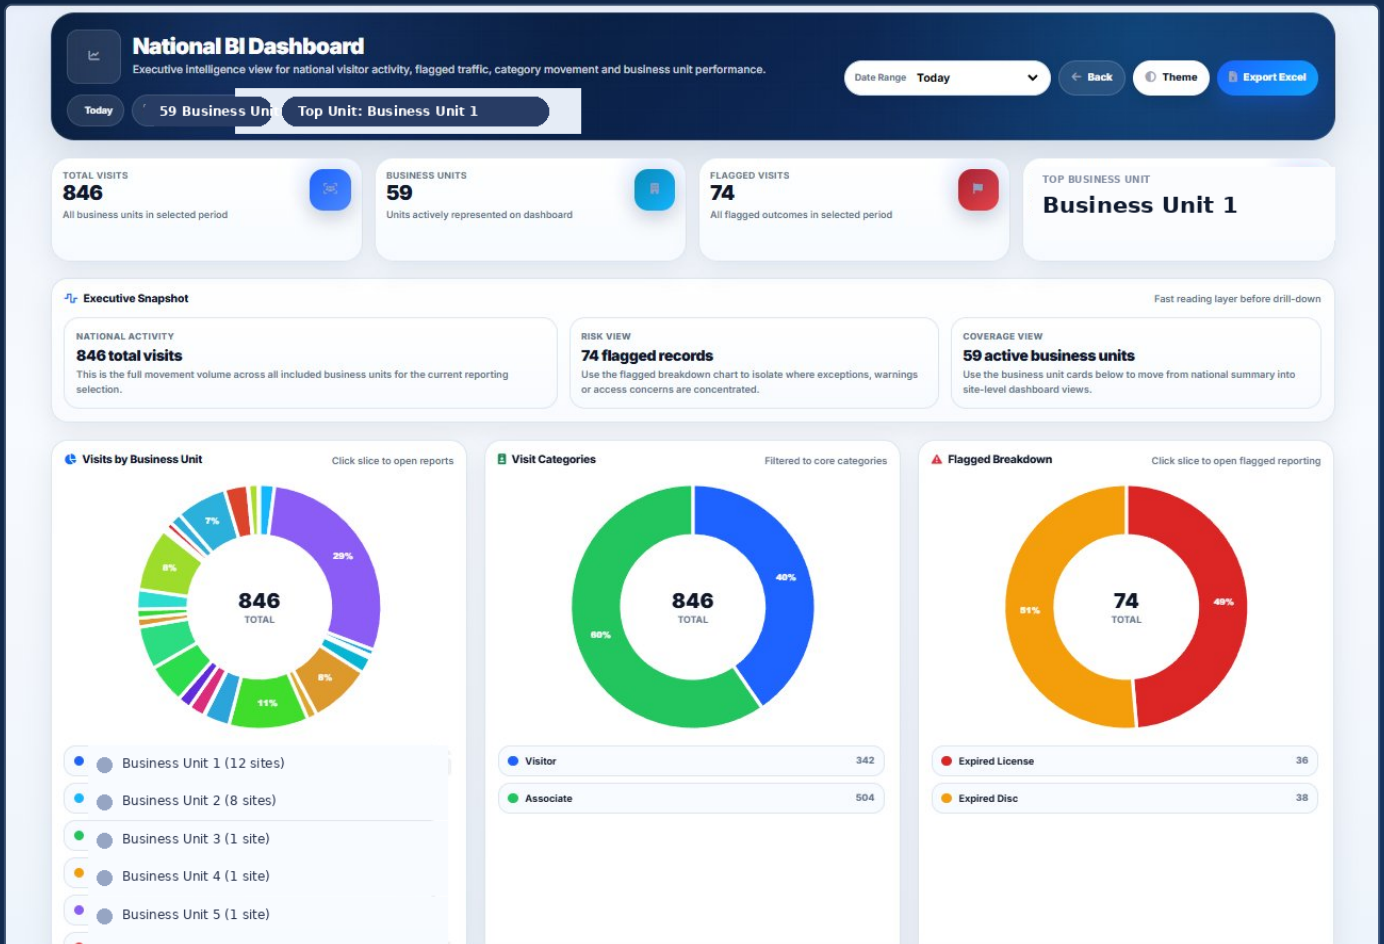 National BI Dashboard
Executive intelligence view for national visitor activity, flagged traffic, category movement and business unit performance.
Date Range Today
Back
Theme
Export Excel
Today
59 Business Unit
Top Unit: Business Unit 1
TOTAL VISITS
846
All business units in selected period
BUSINESS UNITS
59
Units actively represented on dashboard
FLAGGED VISITS
74
All flagged outcomes in selected period
TOP BUSINESS UNIT
Business Unit 1
Executive Snapshot
Fast reading layer before drill-down
NATIONAL ACTIVITY
846 total visits
This is the full movement volume across all included business units for the current reporting
selection.
RISK VIEW
74 flagged records
Use the flagged breakdown chart to isolate where exceptions, warnings
or access concerns are concentrated.
COVERAGE VIEW
59 active business units
Use the business unit cards below to move from national summary into
site-level dashboard views.
Visits by Business Unit
Click slice to open reports
7%
29%
8%
8%
11%
846
TOTAL
Business Unit 1 (12 sites)
Business Unit 2 (8 sites)
Business Unit 3 (1 site)
Business Unit 4 (1 site)
Business Unit 5 (1 site)
Visit Categories
Filtered to core categories
40%
60%
846
TOTAL
Visitor 342
Associate 504
Flagged Breakdown
Click slice to open flagged reporting
49%
51%
74
TOTAL
Expired License 36
Expired Disc 38